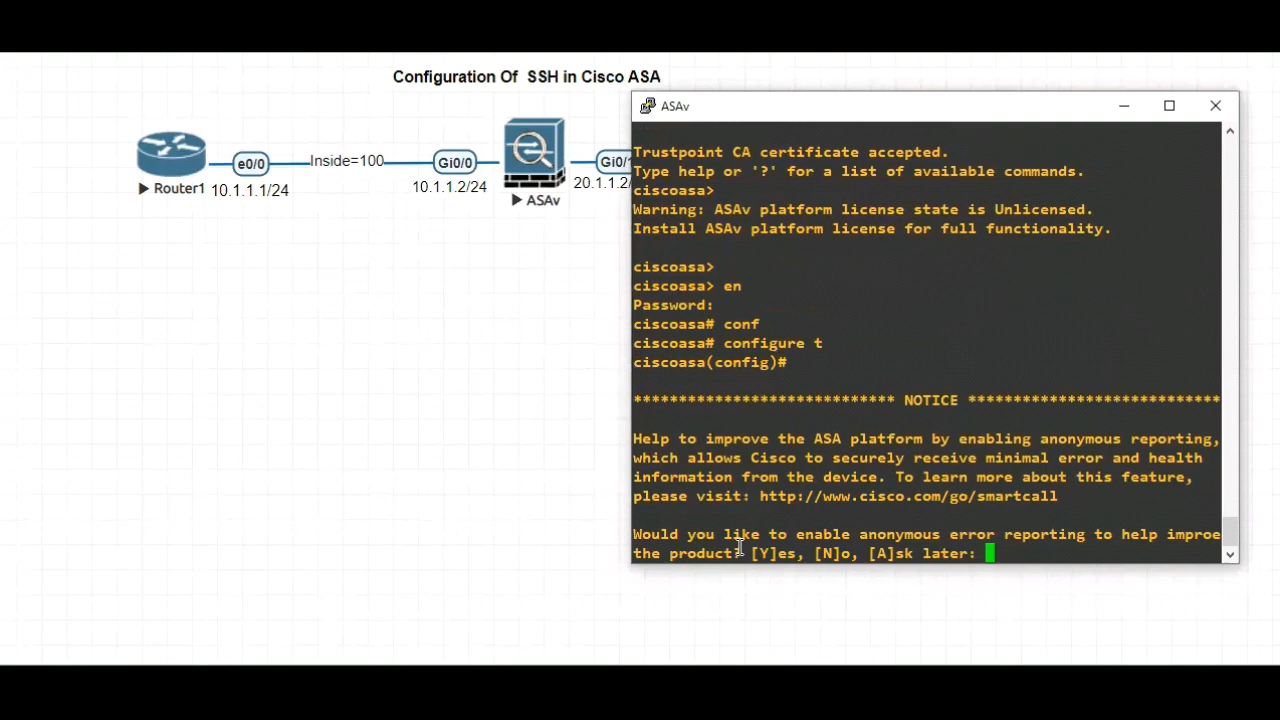 Configuration Of SSH in Cisco ASA
ASAv
Router1
e0/0
10.1.1.1/24
Inside=100
Gi0/0
10.1.1.2/24
ASAv
Gi0/
20.1.1.2/
Trustpoint CA certificate accepted.
Type help or '?' for a list of available commands.
ciscoasa>
Warning: ASAv platform license state is Unlicensed.
Install ASAv platform license for full functionality.
ciscoasa>
ciscoasa> en
Password:
ciscoasa# conf
ciscoasa# configure t
ciscoasa(config)#
***************************** NOTICE ****************************
Help to improve the ASA platform by enabling anonymous reporting,
which allows Cisco to securely receive minimal error and health
information from the device. To learn more about this feature,
please visit: http://www.cisco.com/go/smartcall
Would you like to enable anonymous error reporting to help improe
the product? [Y]es, [N]o, [A]sk later: